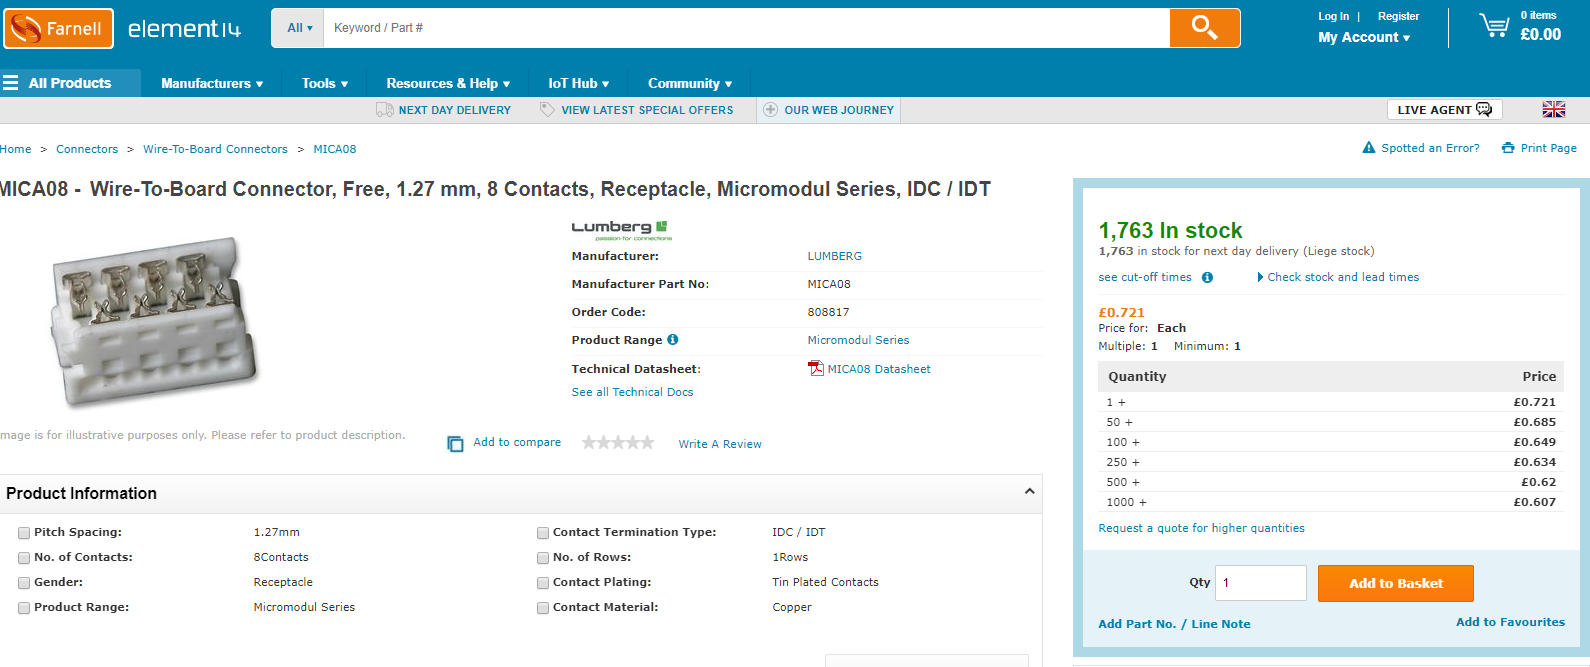 Farnell
element14
All
Keyword / Part #
Log In | Register
My Account
0 items
£0.00
All Products
Manufacturers
Tools
Resources & Help
IoT Hub
Community
NEXT DAY DELIVERY
VIEW LATEST SPECIAL OFFERS
OUR WEB JOURNEY
LIVE AGENT
Home > Connectors > Wire-To-Board Connectors > MICA08
Spotted an Error?
Print Page
MICA08 - Wire-To-Board Connector, Free, 1.27 mm, 8 Contacts, Receptacle, Micromodul Series, IDC / IDT
Lumberg
passion for connections
Manufacturer: LUMBERG
Manufacturer Part No: MICA08
Order Code: 808817
Product Range Micromodul Series
Technical Datasheet: MICA08 Datasheet
See all Technical Docs
mage is for illustrative purposes only. Please refer to product description.
Add to compare
Write A Review
1,763 In stock
1,763 in stock for next day delivery (Liege stock)
see cut-off times
Check stock and lead times
£0.721
Price for: Each
Multiple: 1 Minimum: 1
Quantity Price
1 + £0.721
50 + £0.685
100 + £0.649
250 + £0.634
500 + £0.62
1000 + £0.607
Request a quote for higher quantities
Qty 1
Add to Basket
Add Part No. / Line Note
Add to Favourites
Product Information
Pitch Spacing: 1.27mm
Contact Termination Type: IDC / IDT
No. of Contacts: 8Contacts
No. of Rows: 1Rows
Gender: Receptacle
Contact Plating: Tin Plated Contacts
Product Range: Micromodul Series
Contact Material: Copper